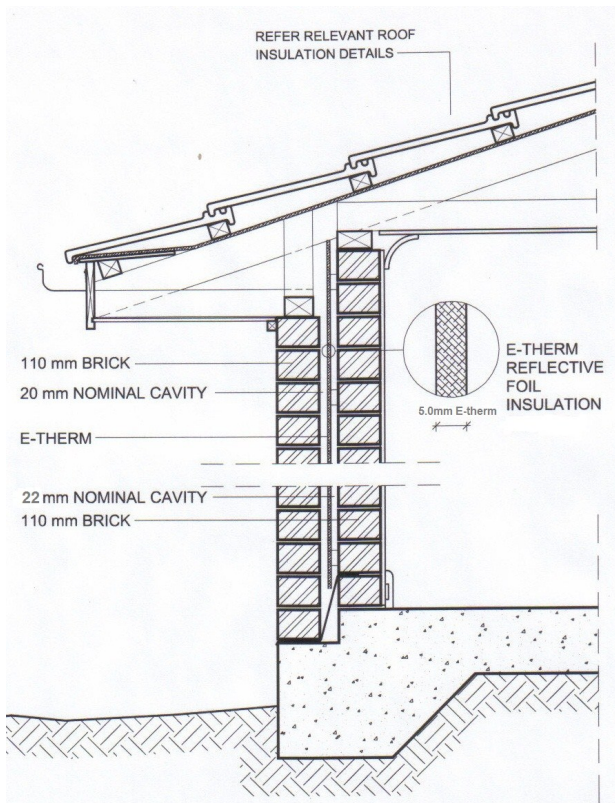 REFER RELEVANT ROOF
INSULATION DETAILS
110 mm BRICK
20 mm NOMINAL CAVITY
E-THERM
22 mm NOMINAL CAVITY
110 mm BRICK
E-THERM
REFLECTIVE
FOIL
INSULATION
5.0mm E-therm